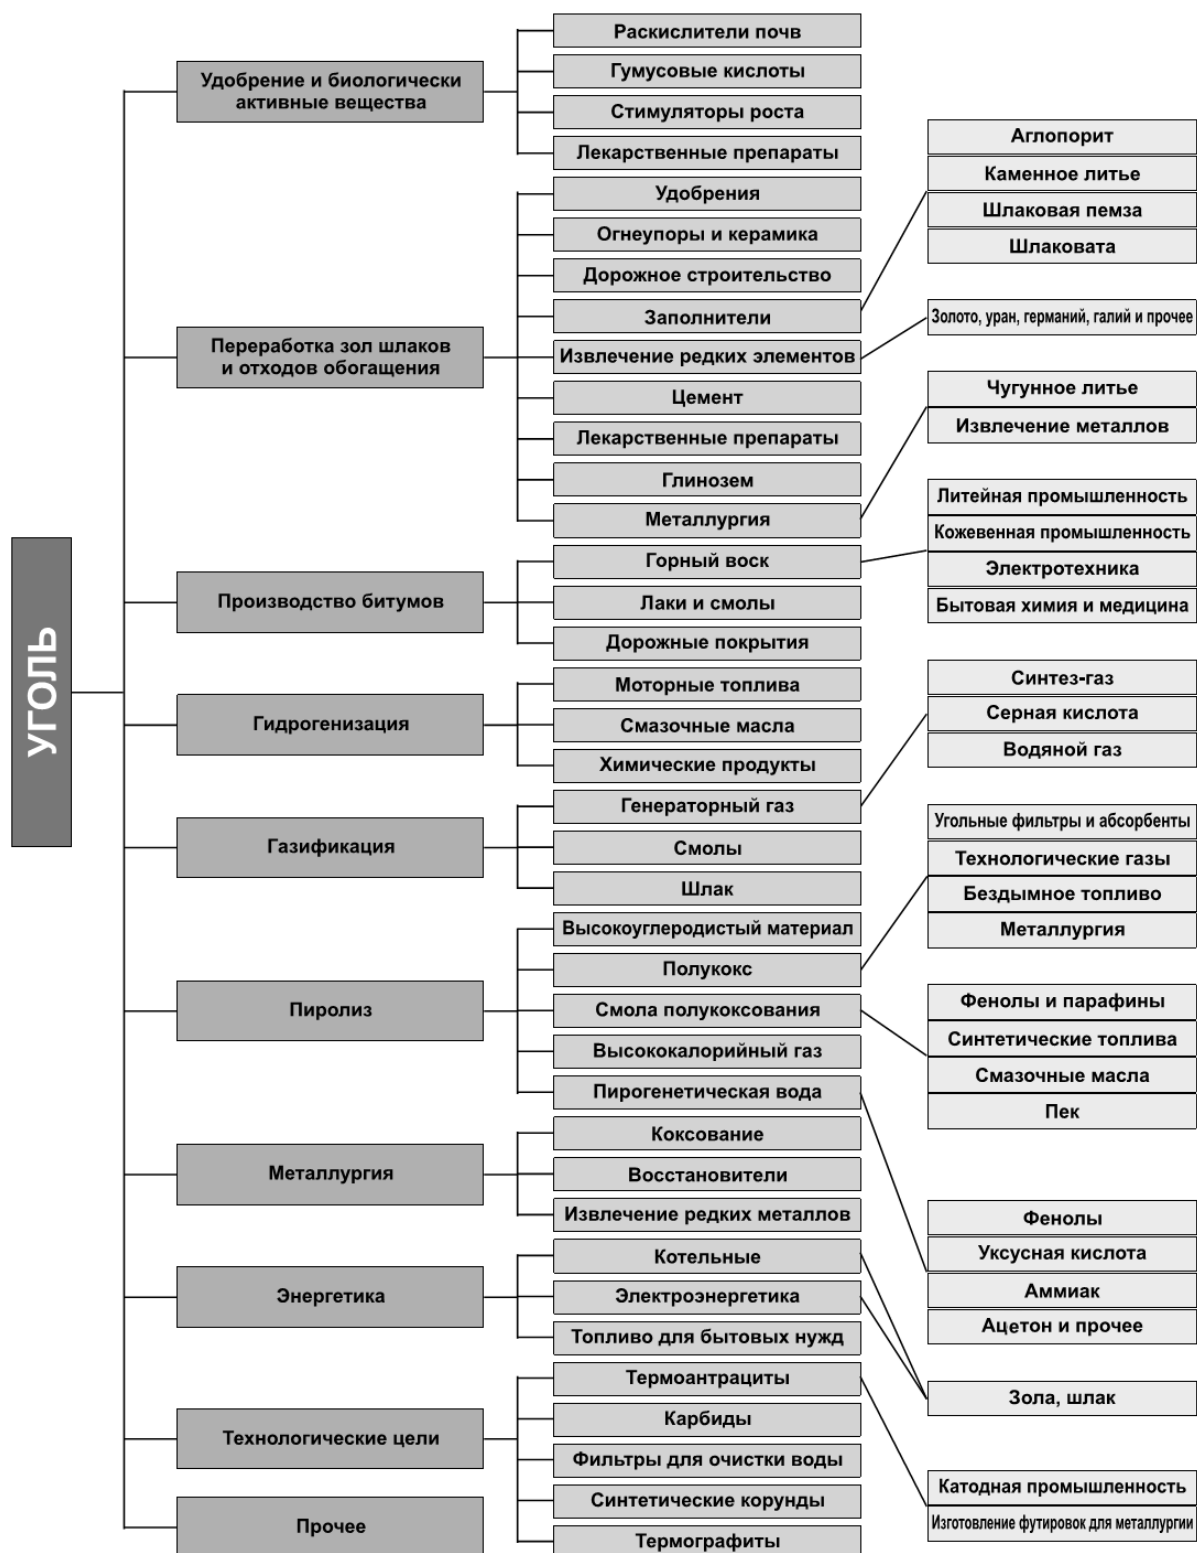 УГОЛЬ
Удобрение и биологически
активные вещества
Раскислители почв
Гумусовые кислоты
Стимуляторы роста
Лекарственные препараты
Переработка зол шлаков
и отходов обогащения
Удобрения
Огнеупоры и керамика
Дорожное строительство
Заполнители
Извлечение редких элементов
Цемент
Лекарственные препараты
Глинозем
Металлургия
Аглопорит
Каменное литье
Шлаковая пемза
Шлаковата
Золото, уран, германий, галий и прочее
Чугунное литье
Извлечение металлов
Производство битумов
Горный воск
Лаки и смолы
Дорожные покрытия
Литейная промышленность
Кожевенная промышленность
Электротехника
Бытовая химия и медицина
Гидрогенизация
Моторные топлива
Смазочные масла
Химические продукты
Газификация
Генераторный газ
Смолы
Шлак
Синтез-газ
Серная кислота
Водяной газ
Пиролиз
Высокоуглеродистый материал
Полукокс
Смола полукоксования
Высококалорийный газ
Пирогенетическая вода
Угольные фильтры и абсорбенты
Технологические газы
Бездымное топливо
Металлургия
Фенолы и парафины
Синтетические топлива
Смазочные масла
Пек
Фенолы
Уксусная кислота
Аммиак
Ацетон и прочее
Металлургия
Коксование
Восстановители
Извлечение редких металлов
Энергетика
Котельные
Электроэнергетика
Топливо для бытовых нужд
Зола, шлак
Технологические цели
Термоантрациты
Карбиды
Фильтры для очистки воды
Синтетические корунды
Термографиты
Катодная промышленность
Изготовление футировок для металлургии
Прочее